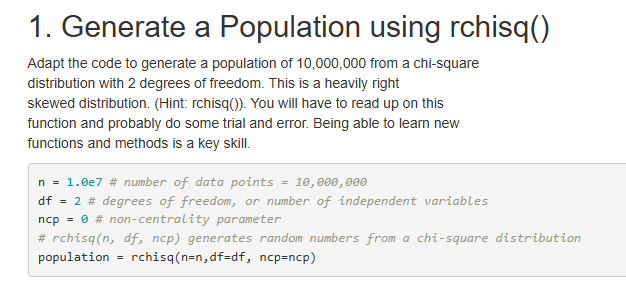 1. Generate a Population using rchisq()
Adapt the code to generate a population of 10,000,000 from a chi-square
distribution with 2 degrees of freedom. This is a heavily right
skewed distribution. (Hint: rchisq()). You will have to read up on this
function and probably do some trial and error. Being able to learn new
functions and methods is a key skill.
n = 1.0e7 # number of data points = 10,000,000
df = 2 # degrees of freedom, or number of independent variables
ncp = 0 # non-centrality parameter
# rchisq(n, df, ncp) generates random numbers from a chi-square distribution
population = rchisq(n=n,df=df, ncp=ncp)